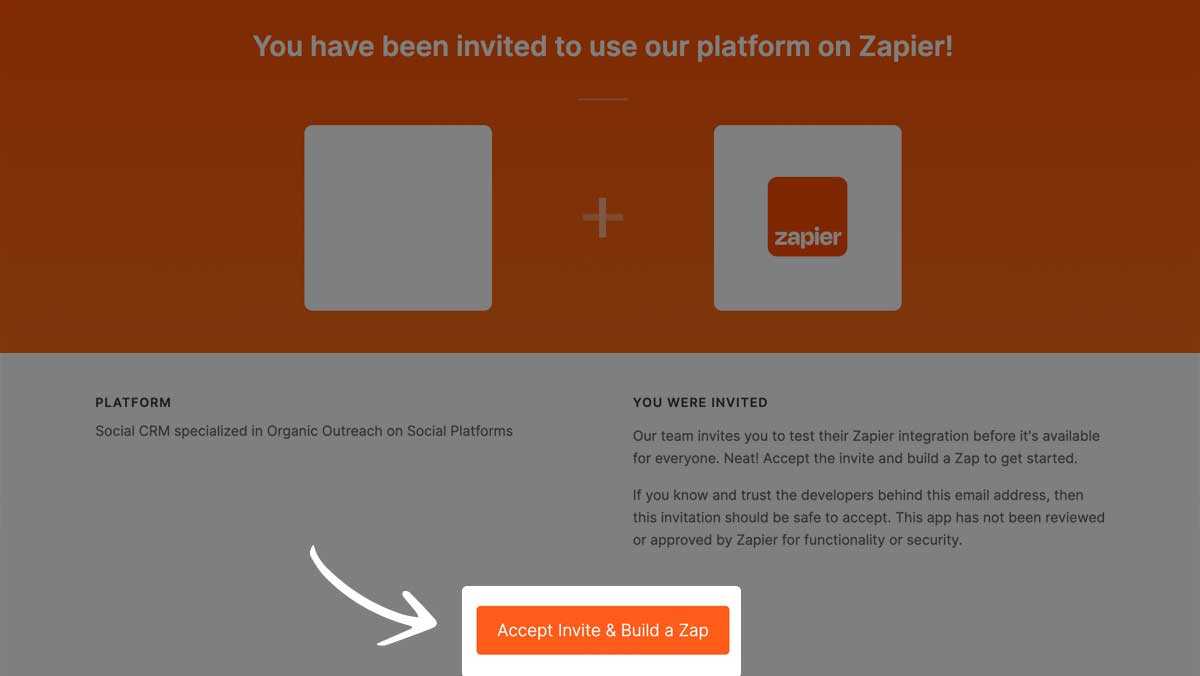 You have been invited to use our platform on Zapier!
zapier
PLATFORM
Social CRM specialized in Organic Outreach on Social Platforms
YOU WERE INVITED
Our team invites you to test their Zapier integration before it's available
for everyone. Neat! Accept the invite and build a Zap to get started.
If you know and trust the developers behind this email address, then
this invitation should be safe to accept. This app has not been reviewed
or approved by Zapier for functionality or security.
Accept Invite & Build a Zap